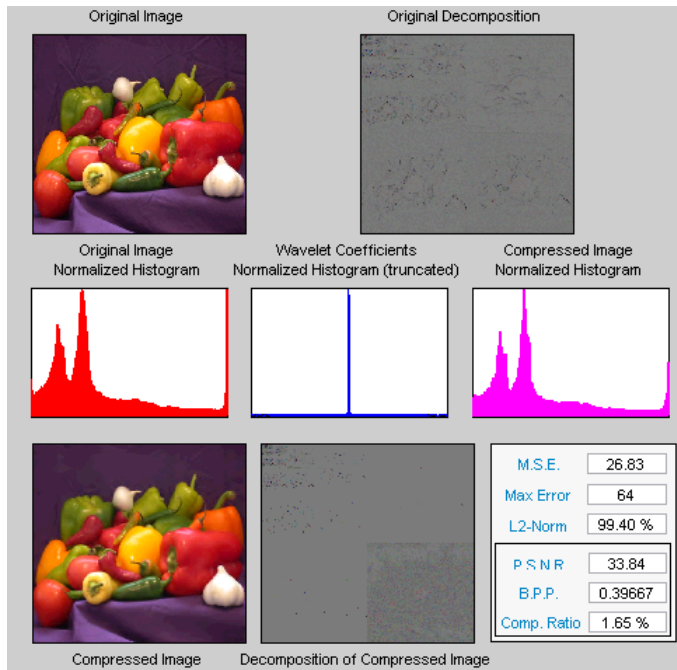 Original Image
Original Decomposition
Original Image
Normalized Histogram
Wavelet Coefficients
Normalized Histogram (truncated)
Compressed Image
Normalized Histogram
M.S.E. 26.83
Max Error 64
L2-Norm 99.40 %
P.S.N.R. 33.84
B.P.P. 0.39667
Comp. Ratio 1.65 %
Compressed Image
Decomposition of Compressed Image